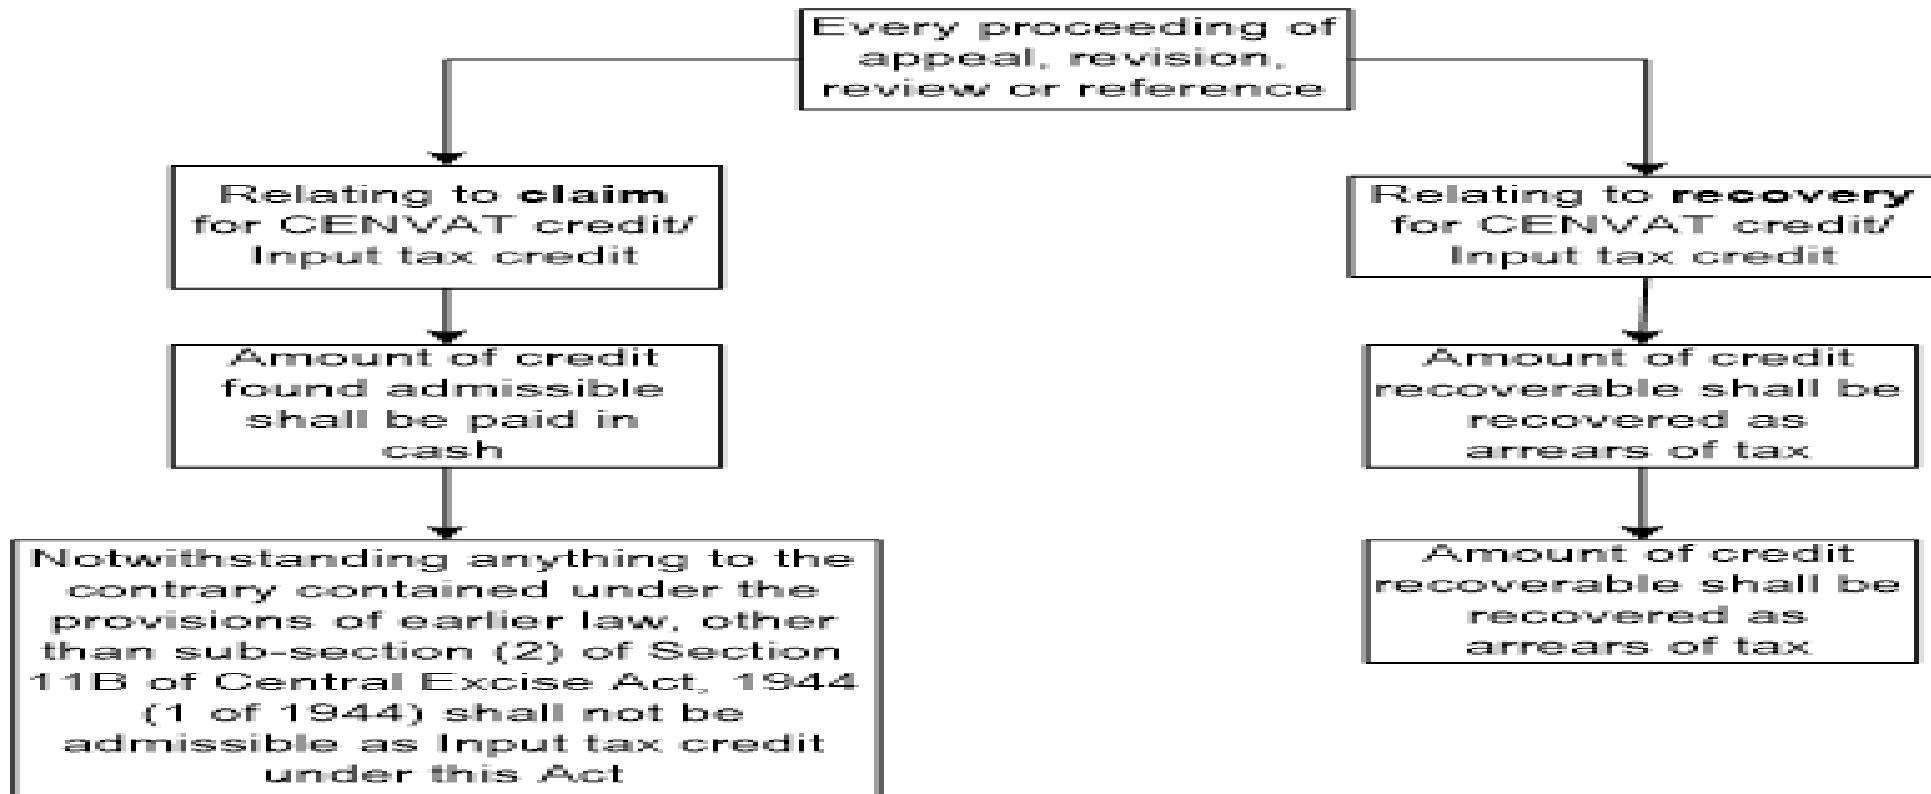 Every proceeding of
appeal, revision,
review or reference
Relating to claim
for CENVAT credit/
Input tax credit
Relating to recovery
for CENVAT credit/
Input tax credit
Amount of credit
found admissible
shall be paid in
cash
Amount of credit
recoverable shall be
recovered as
arrears of tax
Notwithstanding anything to the
contrary contained under the
provisions of earlier law, other
than sub-section (2) of Section
11B of Central Excise Act, 1944
(1 of 1944) shall not be
admissible as Input tax credit
under this Act
Amount of credit
recoverable shall be
recovered as
arrears of tax